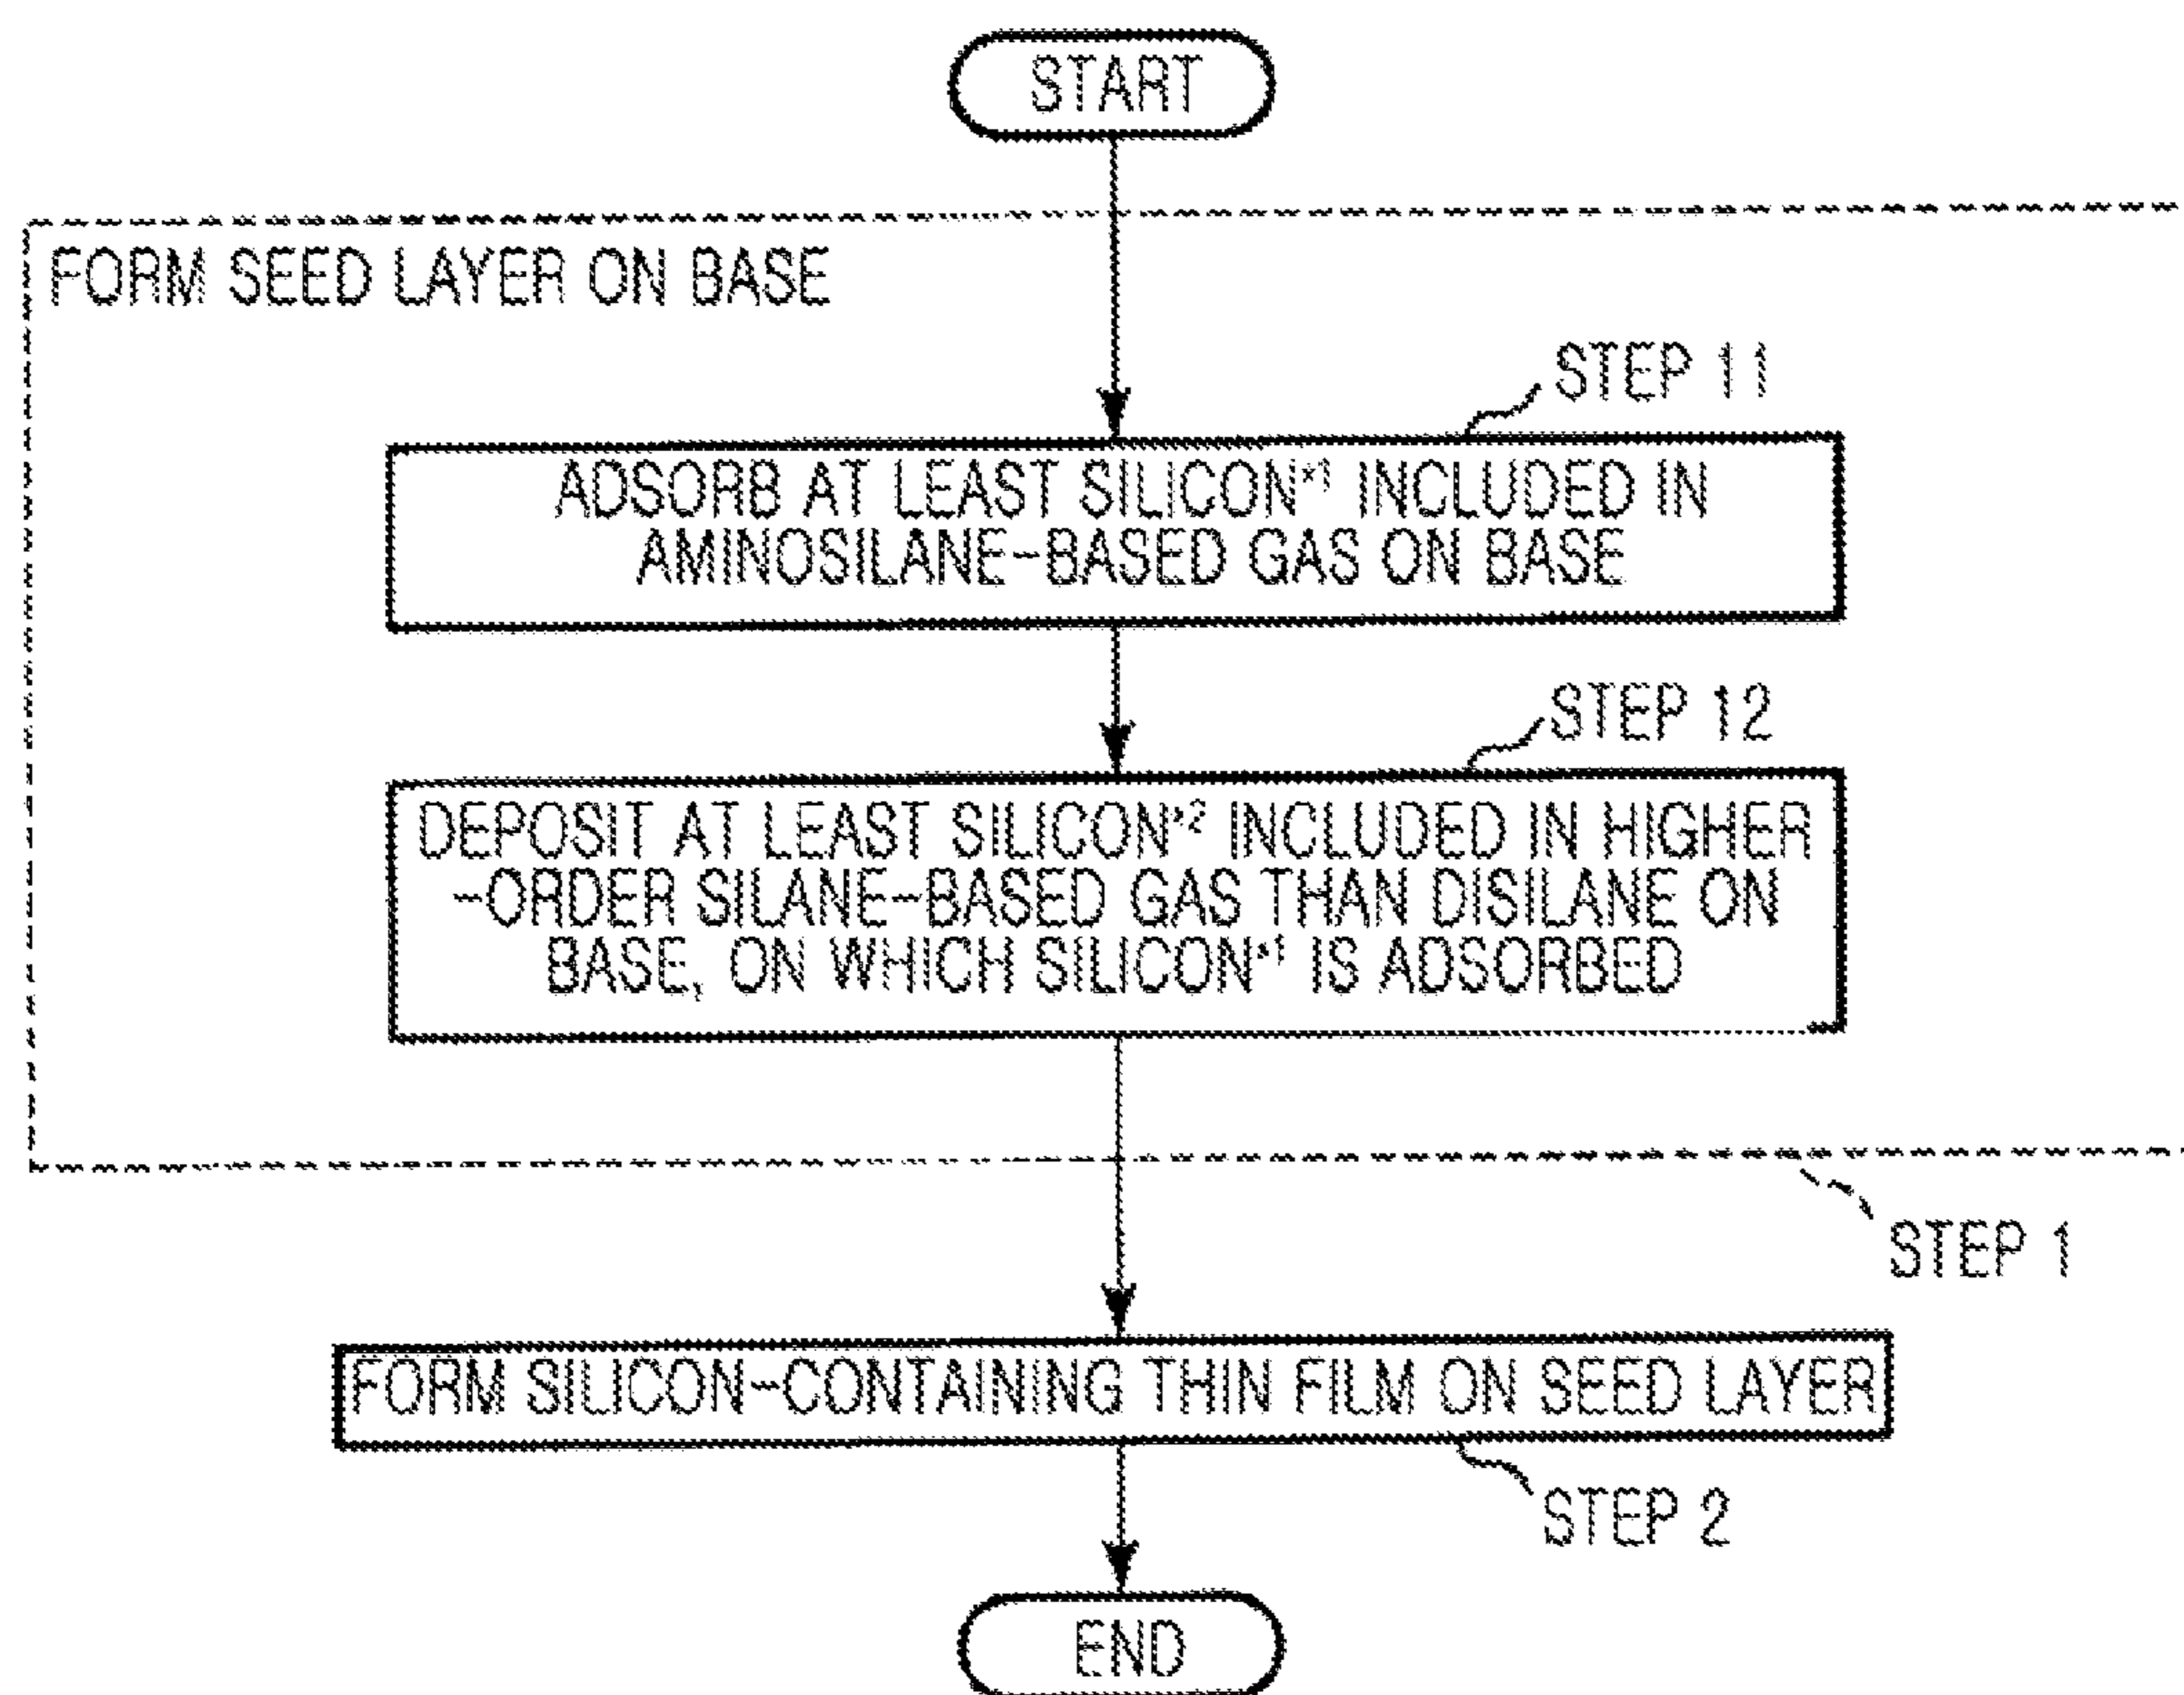 START
FORM SEED LAYER ON BASE
STEP 11
ADSORB AT LEAST SILICON*1 INCLUDED IN
AMINOSILANE-BASED GAS ON BASE
STEP 12
DEPOSIT AT LEAST SILICON*2 INCLUDED IN HIGHER
-ORDER SILANE-BASED GAS THAN DISILANE ON
BASE, ON WHICH SILICON*1 IS ADSORBED
STEP 1
FORM SILICON-CONTAINING THIN FILM ON SEED LAYER
STEP 2
END